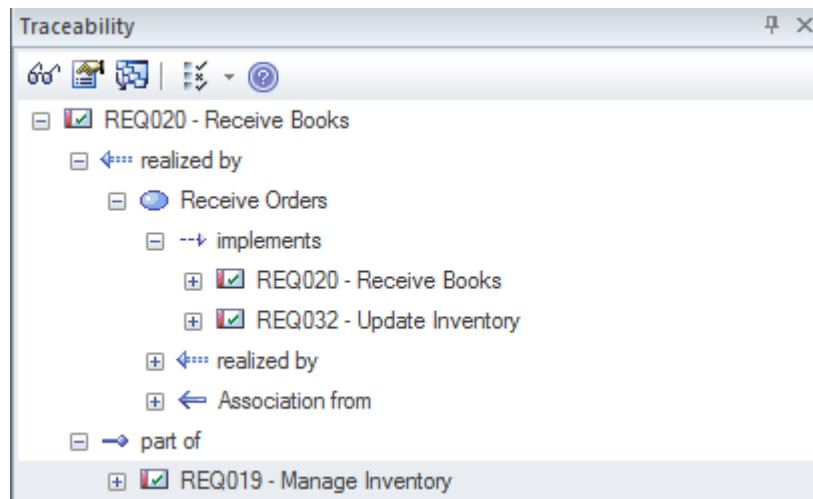 Traceability
REQ020 - Receive Books
realized by
Receive Orders
implements
REQ020 - Receive Books
REQ032 - Update Inventory
realized by
Association from
part of
REQ019 - Manage Inventory